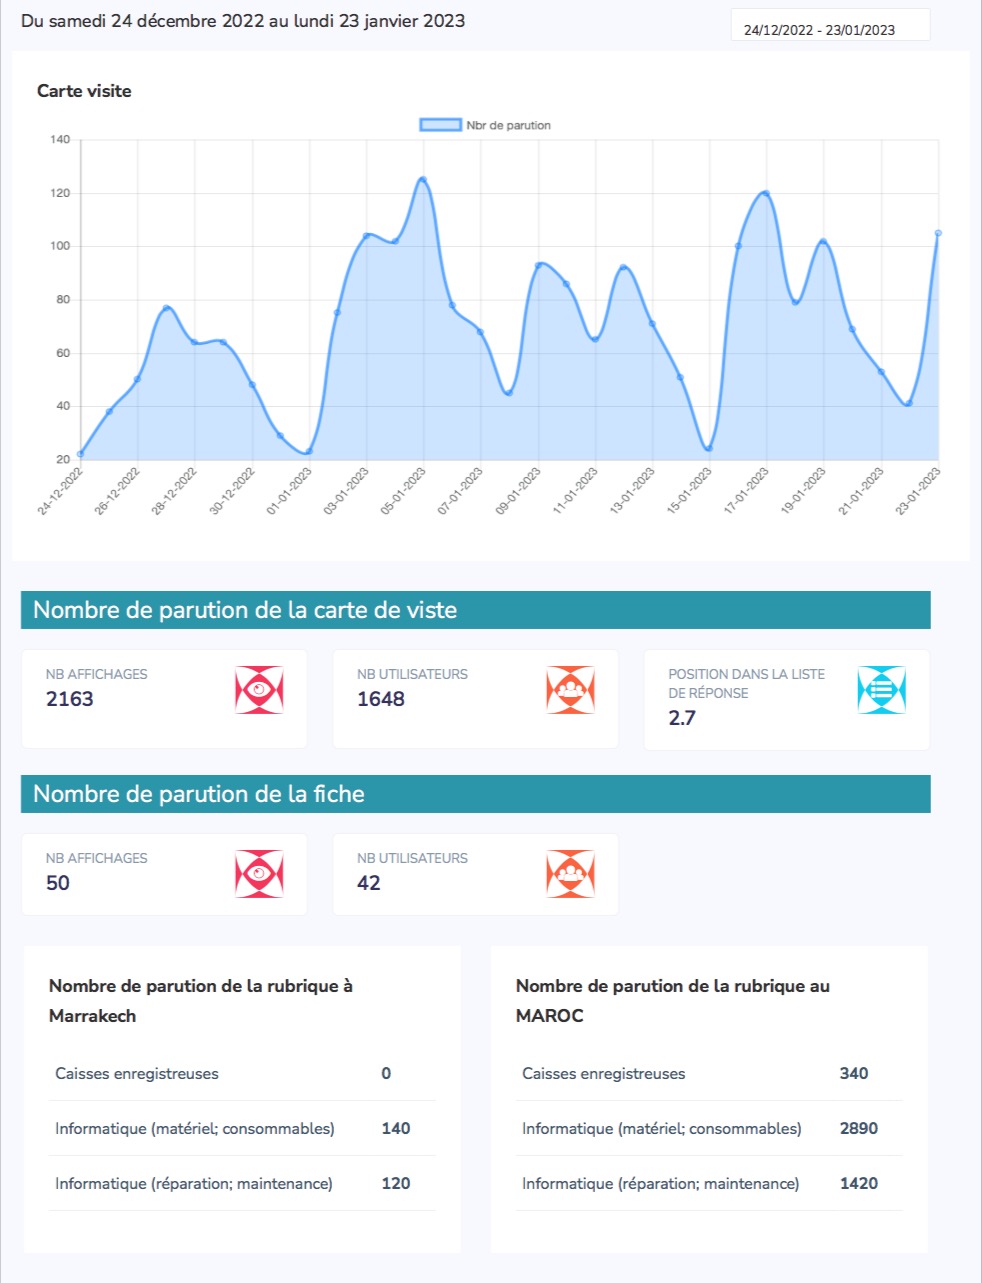 Du samedi 24 décembre 2022 au lundi 23 janvier 2023
24/12/2022 - 23/01/2023
Carte visite
Nbr de parution
140
120
100
80
60
40
20
24-12-2022
26-12-2022
28-12-2022
30-12-2022
01-01-2023
03-01-2023
05-01-2023
07-01-2023
09-01-2023
11-01-2023
13-01-2023
15-01-2023
17-01-2023
19-01-2023
21-01-2023
23-01-2023
Nombre de parution de la carte de viste
NB AFFICHAGES
2163
NB UTILISATEURS
1648
POSITION DANS LA LISTE
DE RÉPONSE
2.7
Nombre de parution de la fiche
NB AFFICHAGES
50
NB UTILISATEURS
42
Nombre de parution de la rubrique à
Marrakech
Caisses enregistreuses 0
Informatique (matériel; consommables) 140
Informatique (réparation; maintenance) 120
Nombre de parution de la rubrique au
MAROC
Caisses enregistreuses 340
Informatique (matériel; consommables) 2890
Informatique (réparation; maintenance) 1420